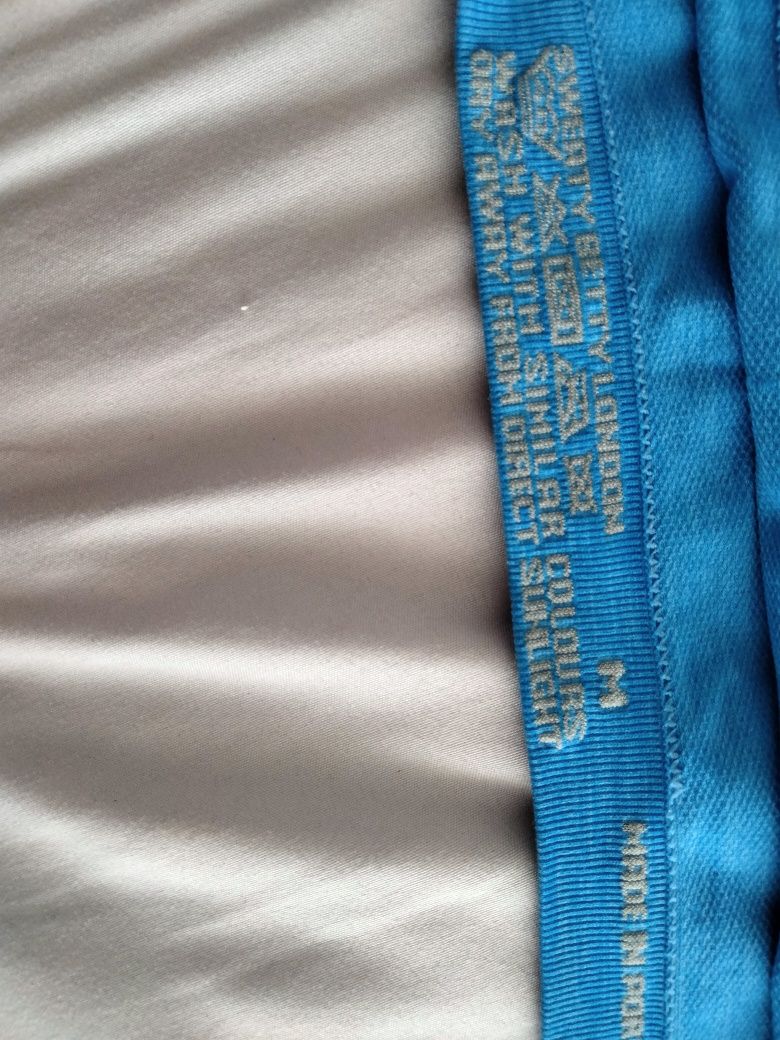 SWEATY BETTY LONDON
WASH WITH SIMILAR COLOURS
DRY AWAY FROM DIRECT SUNLIGHT
M
MADE IN POR